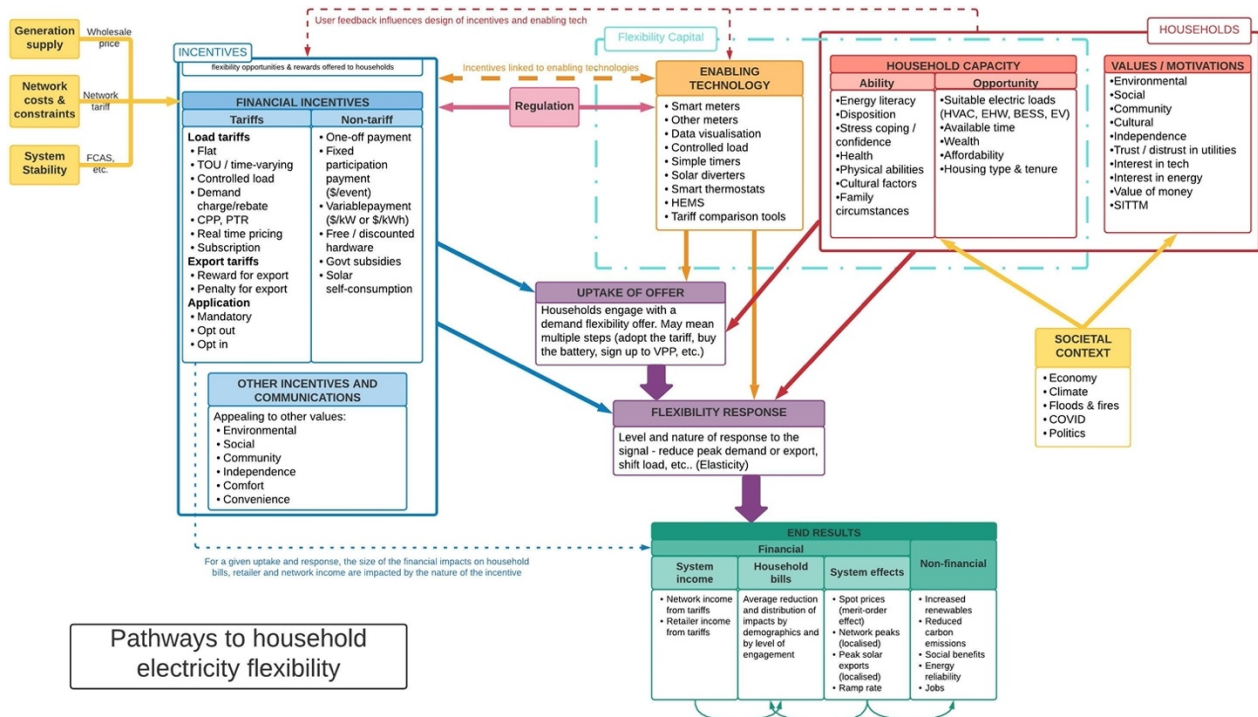 User feedback influences design of incentives and enabling tech
Generation
supply
Wholesale
price
Network
costs &
constraints
Network
tariff
System
Stability
FCAS,
etc.
INCENTIVES
flexibility opportunities & rewards offered to households
FINANCIAL INCENTIVES
Tariffs
Load tariffs
• Flat
• TOU / time-varying
• Controlled load
• Demand
charge/rebate
• CPP, PTR
• Real time pricing
• Subscription
Export tariffs
• Reward for export
• Penalty for export
Application
• Mandatory
• Opt out
• Opt in
Non-tariff
• One-off payment
• Fixed
participation
payment
($/event)
• Variablepayment
($/kW or $/kWh)
• Free / discounted
hardware
• Govt subsidies
• Solar
self-consumption
OTHER INCENTIVES AND
COMMUNICATIONS
Appealing to other values:
• Environmental
• Social
• Community
• Independence
• Comfort
• Convenience
Incentives linked to enabling technologies
Regulation
Flexibility Capital
ENABLING
TECHNOLOGY
• Smart meters
• Other meters
• Data visualisation
• Controlled load
• Simple timers
• Solar diverters
• Smart thermostats
• HEMS
• Tariff comparison tools
HOUSEHOLDS
HOUSEHOLD CAPACITY
Ability
• Energy literacy
• Disposition
• Stress coping /
confidence
• Health
• Physical abilities
• Cultural factors
• Family
circumstances
Opportunity
• Suitable electric loads
(HVAC, EHW, BESS, EV)
• Available time
• Wealth
• Affordability
• Housing type & tenure
VALUES / MOTIVATIONS
• Environmental
• Social
• Community
• Cultural
• Independence
• Trust / distrust in utilities
• Interest in tech
• Interest in energy
• Value of money
• SITTM
UPTAKE OF OFFER
Households engage with a
demand flexibility offer. May mean
multiple steps (adopt the tariff, buy
the battery, sign up to VPP, etc.)
SOCIETAL
CONTEXT
• Economy
• Climate
• Floods & fires
• COVID
• Politics
FLEXIBILITY RESPONSE
Level and nature of response to the
signal - reduce peak demand or export,
shift load, etc.. (Elasticity)
For a given uptake and response, the size of the financial impacts on household
bills, retailer and network income are impacted by the nature of the incentive
END RESULTS
Financial
System
income
• Network income
from tariffs
• Retailer income
from tariffs
Household
bills
Average reduction
and distribution of
impacts by
demographics and
by level of
engagement
System effects
• Spot prices
(merit-order
effect)
• Network peaks
(localised)
• Peak solar
exports
(localised)
• Ramp rate
Non-financial
• Increased
renewables
• Reduced
carbon
emissions
• Social benefits
• Energy
reliability
• Jobs
Pathways to household
electricity flexibility